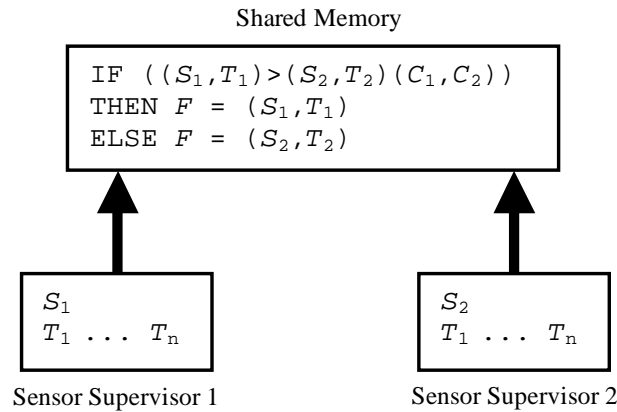 Shared Memory
IF ((S₁,T₁)>(S₂,T₂)(C₁,C₂))
THEN F = (S₁,T₁)
ELSE F = (S₂,T₂)
S₁
T₁ ... Tₙ
Sensor Supervisor 1
S₂
T₁ ... Tₙ
Sensor Supervisor 2